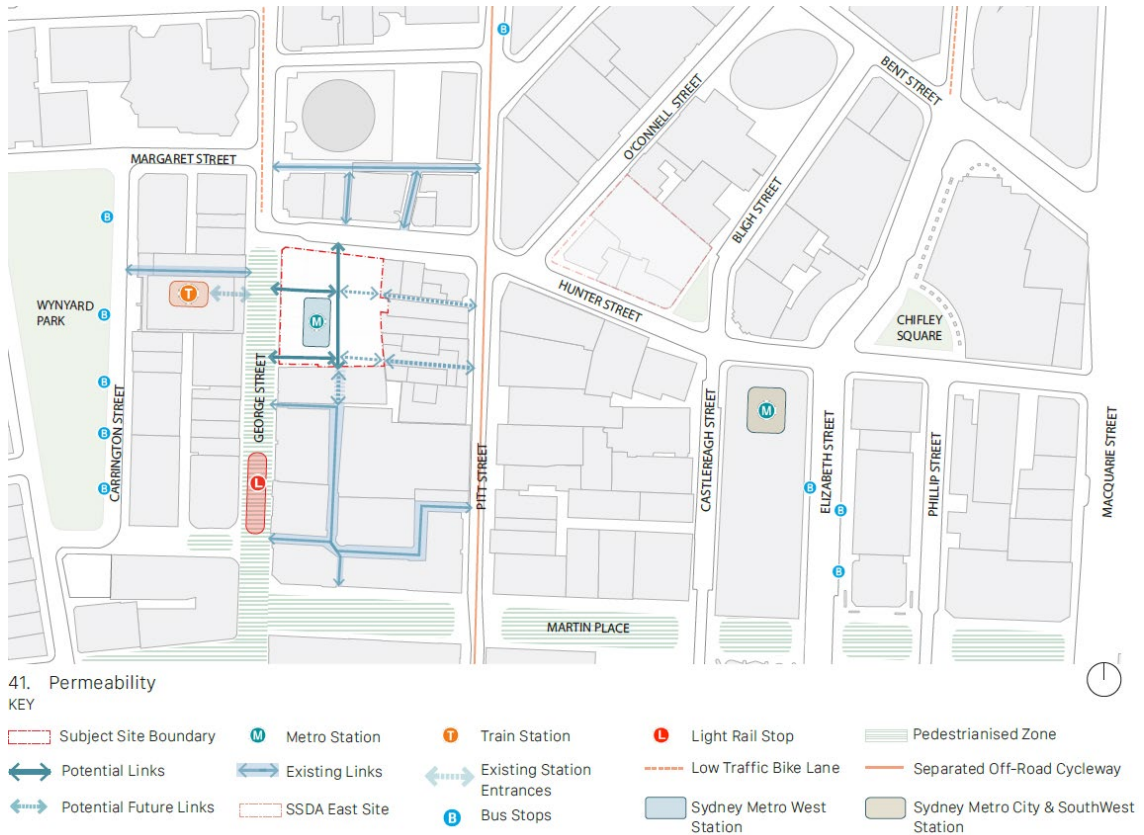 B
BENT STREET
O'CONNELL STREET
MARGARET STREET
BLIGH STREET
B
WYNYARD
PARK
T
B
M
HUNTER STREET
CHIFLEY
SQUARE
GEORGE STREET
CARRINGTON STREET
B
B
B
L
PITT STREET
CASTLEREAGH STREET
M
ELIZABETH STREET
B
B
B
PHILLIP STREET
MACQUARIE STREET
MARTIN PLACE
41. Permeability
KEY
Subject Site Boundary
M Metro Station
T Train Station
L Light Rail Stop
Pedestrianised Zone
Potential Links
Existing Links
Existing Station
Entrances
Low Traffic Bike Lane
Separated Off-Road Cycleway
Potential Future Links
SSDA East Site
B Bus Stops
Sydney Metro West
Station
Sydney Metro City & SouthWest
Station